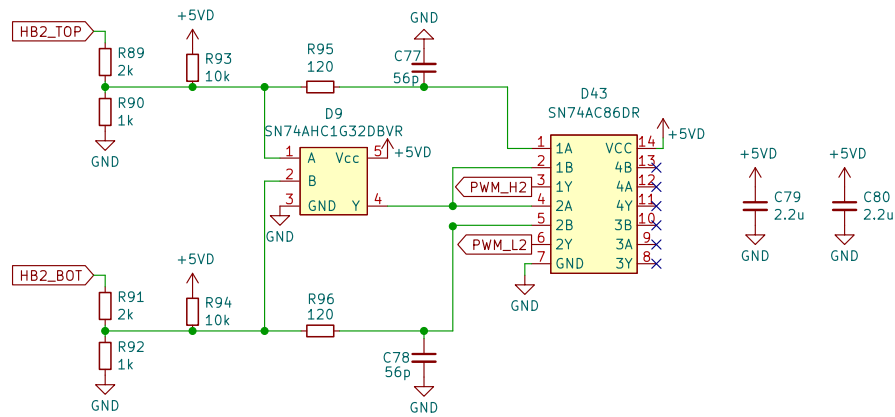 HB2_TOP
+5VD
GND
R89
2k
R93
10k
R95
120
C77
56p
R90
1k
GND
D9
SN74AHC1G32DBVR
1 A Vcc 5
+5VD
2 B
3 GND Y 4
GND
D43
SN74AC86DR
1 1A VCC 14
+5VD
2 1B 4B 13
PWM_H2
3 1Y 4A 12
4 2A 4Y 11
5 2B 3B 10
PWM_L2
6 2Y 3A 9
7 GND 3Y 8
GND
+5VD
C79
2.2u
GND
+5VD
C80
2.2u
GND
HB2_BOT
+5VD
R91
2k
R94
10k
R96
120
R92
1k
GND
C78
56p
GND